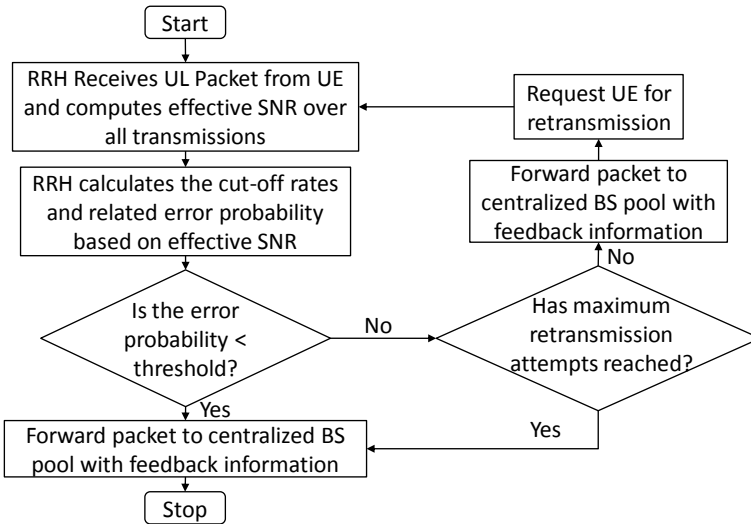 Start
RRH Receives UL Packet from UE
and computes effective SNR over
all transmissions
RRH calculates the cut-off rates
and related error probability
based on effective SNR
Is the error
probability <
threshold?
No
Yes
Has maximum
retransmission
attempts reached?
No
Yes
Forward packet to
centralized BS pool with
feedback information
Request UE for
retransmission
Forward packet to centralized BS
pool with feedback information
Stop